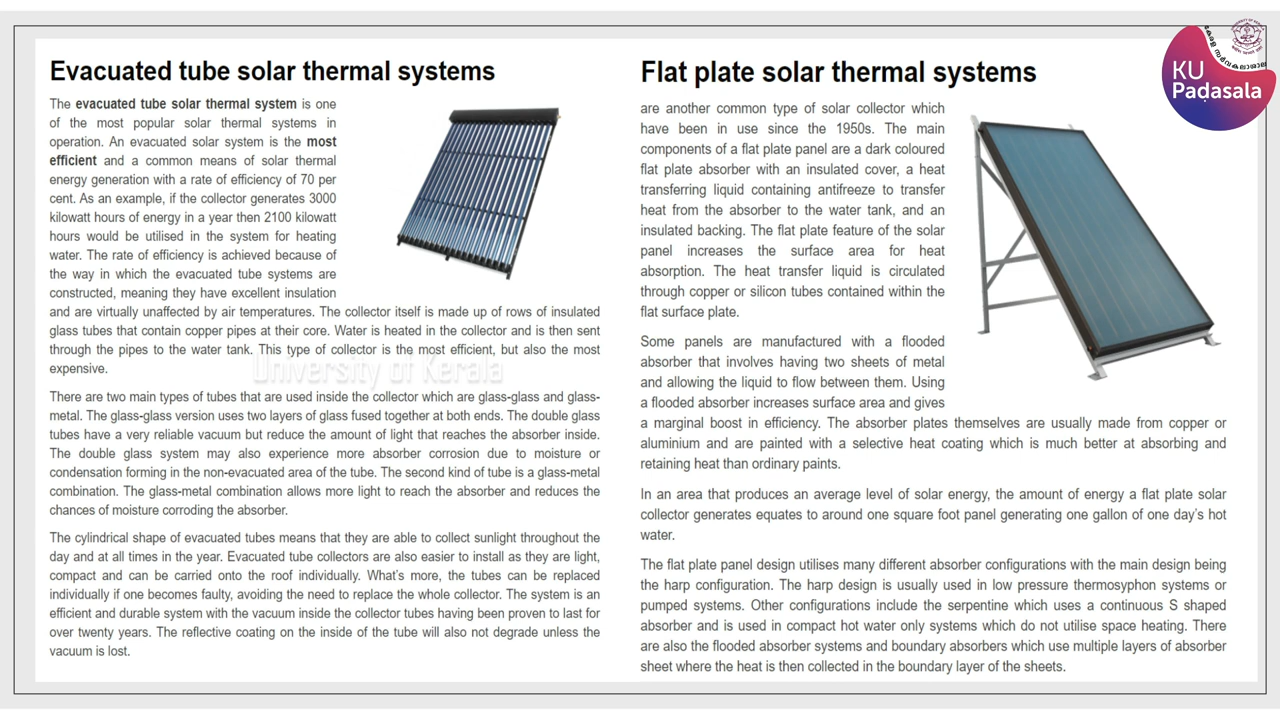 Evacuated tube solar thermal systems
The evacuated tube solar thermal system is one
of the most popular solar thermal systems in
operation. An evacuated solar system is the most
efficient and a common means of solar thermal
energy generation with a rate of efficiency of 70 per
cent. As an example, if the collector generates 3000
kilowatt hours of energy in a year then 2100 kilowatt
hours would be utilised in the system for heating
water. The rate of efficiency is achieved because of
the way in which the evacuated tube systems are
constructed, meaning they have excellent insulation
and are virtually unaffected by air temperatures. The collector itself is made up of rows of insulated
glass tubes that contain copper pipes at their core. Water is heated in the collector and is then sent
through the pipes to the water tank. This type of collector is the most efficient, but also the most
expensive.
There are two main types of tubes that are used inside the collector which are glass-glass and glass-
metal. The glass-glass version uses two layers of glass fused together at both ends. The double glass
tubes have a very reliable vacuum but reduce the amount of light that reaches the absorber inside.
The double glass system may also experience more absorber corrosion due to moisture or
condensation forming in the non-evacuated area of the tube. The second kind of tube is a glass-metal
combination. The glass-metal combination allows more light to reach the absorber and reduces the
chances of moisture corroding the absorber.
The cylindrical shape of evacuated tubes means that they are able to collect sunlight throughout the
day and at all times in the year. Evacuated tube collectors are also easier to install as they are light,
compact and can be carried onto the roof individually. What's more, the tubes can be replaced
individually if one becomes faulty, avoiding the need to replace the whole collector. The system is an
efficient and durable system with the vacuum inside the collector tubes having been proven to last for
over twenty years. The reflective coating on the inside of the tube will also not degrade unless the
vacuum is lost.
University of Kerala
Flat plate solar thermal systems
are another common type of solar collector which
have been in use since the 1950s. The main
components of a flat plate panel are a dark coloured
flat plate absorber with an insulated cover, a heat
transferring liquid containing antifreeze to transfer
heat from the absorber to the water tank, and an
insulated backing. The flat plate feature of the solar
panel increases the surface area for heat
absorption. The heat transfer liquid is circulated
through copper or silicon tubes contained within the
flat surface plate.
Some panels are manufactured with a flooded
absorber that involves having two sheets of metal
and allowing the liquid to flow between them. Using
a flooded absorber increases surface area and gives
a marginal boost in efficiency. The absorber plates themselves are usually made from copper or
aluminium and are painted with a selective heat coating which is much better at absorbing and
retaining heat than ordinary paints.
In an area that produces an average level of solar energy, the amount of energy a flat plate solar
collector generates equates to around one square foot panel generating one gallon of one day's hot
water.
The flat plate panel design utilises many different absorber configurations with the main design being
the harp configuration. The harp design is usually used in low pressure thermosyphon systems or
pumped systems. Other configurations include the serpentine which uses a continuous S shaped
absorber and is used in compact hot water only systems which do not utilise space heating. There
are also the flooded absorber systems and boundary absorbers which use multiple layers of absorber
sheet where the heat is then collected in the boundary layer of the sheets.
KU
Paḍasala
കേരള സർവകലാശാല